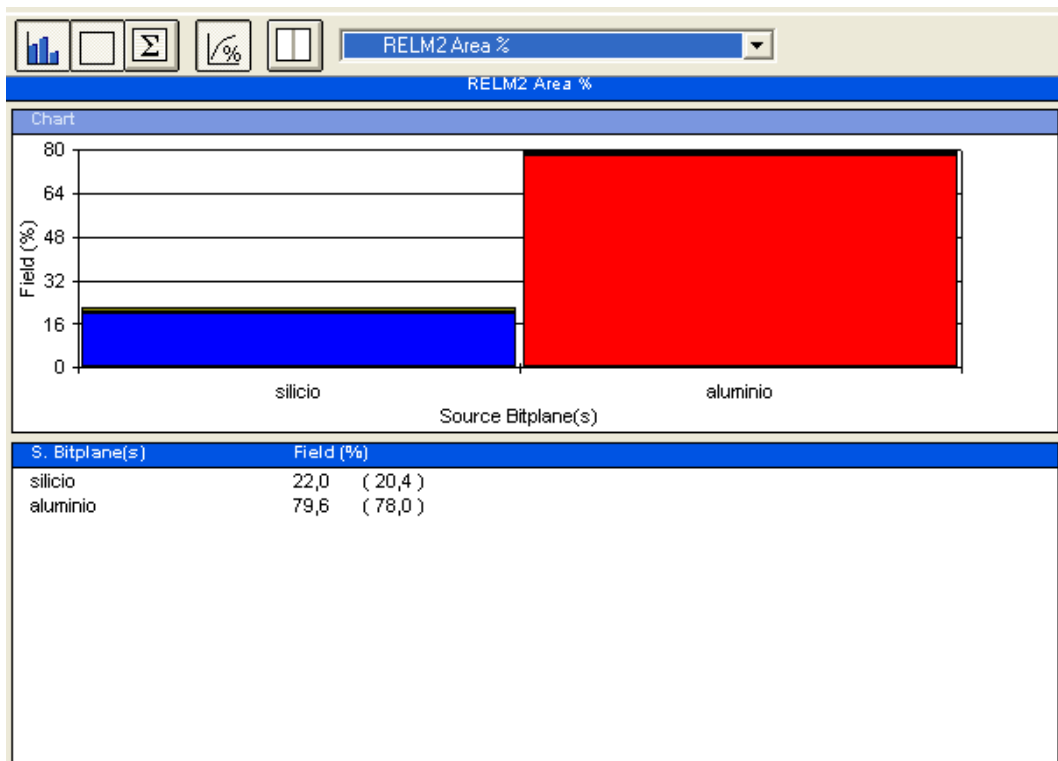 Σ % RELM2 Area %
RELM2 Area %
Chart
80
64
48
32
16
0
Field (%)
silicio aluminio
Source Bitplane(s)
S. Bitplane(s) Field (%)
silicio 22,0 ( 20,4 )
aluminio 79,6 ( 78,0 )